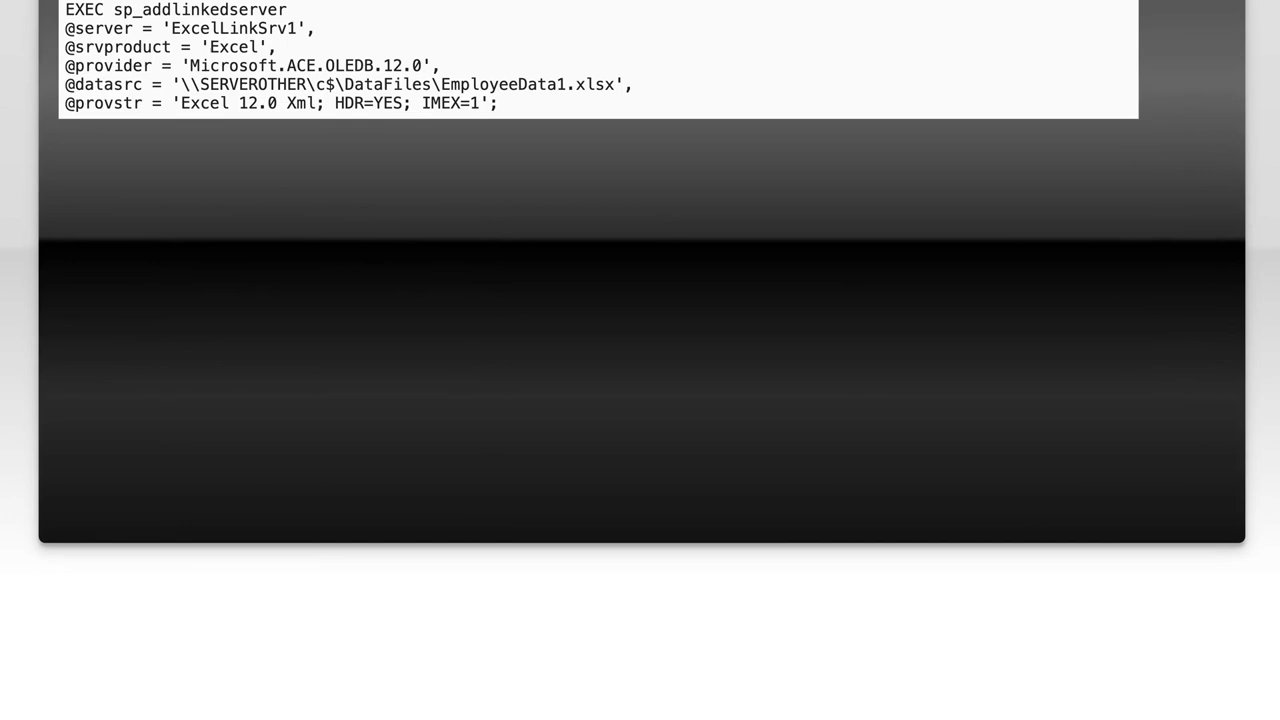 EXEC sp_addlinkedserver
@server = 'ExcelLinkSrv1',
@srvproduct = 'Excel',
@provider = 'Microsoft.ACE.OLEDB.12.0',
@datasrc = '\\SERVEROTHER\c$\DataFiles\EmployeeData1.xlsx',
@provstr = 'Excel 12.0 Xml; HDR=YES; IMEX=1';